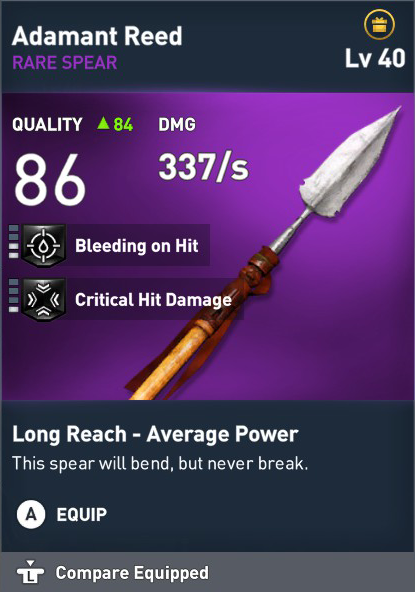 Adamant Reed
RARE SPEAR
Lv 40
QUALITY ▲84 DMG
86 337/s
Bleeding on Hit
Critical Hit Damage
Long Reach - Average Power
This spear will bend, but never break.
A EQUIP
L Compare Equipped